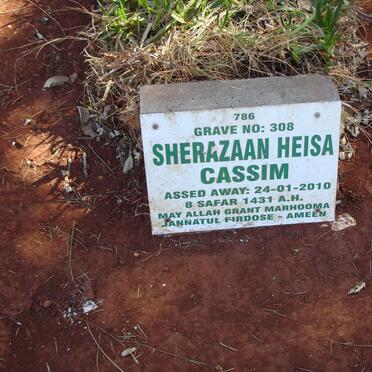 786
GRAVE NO: 308
SHERAZAAN HEISA
CASSIM
ASSED AWAY: 24-01-2010
8 SAFAR 1431 A.H.
MAY ALLAH GRANT MARHOOMA
JANNATUL FIRDOSE - AMEEN